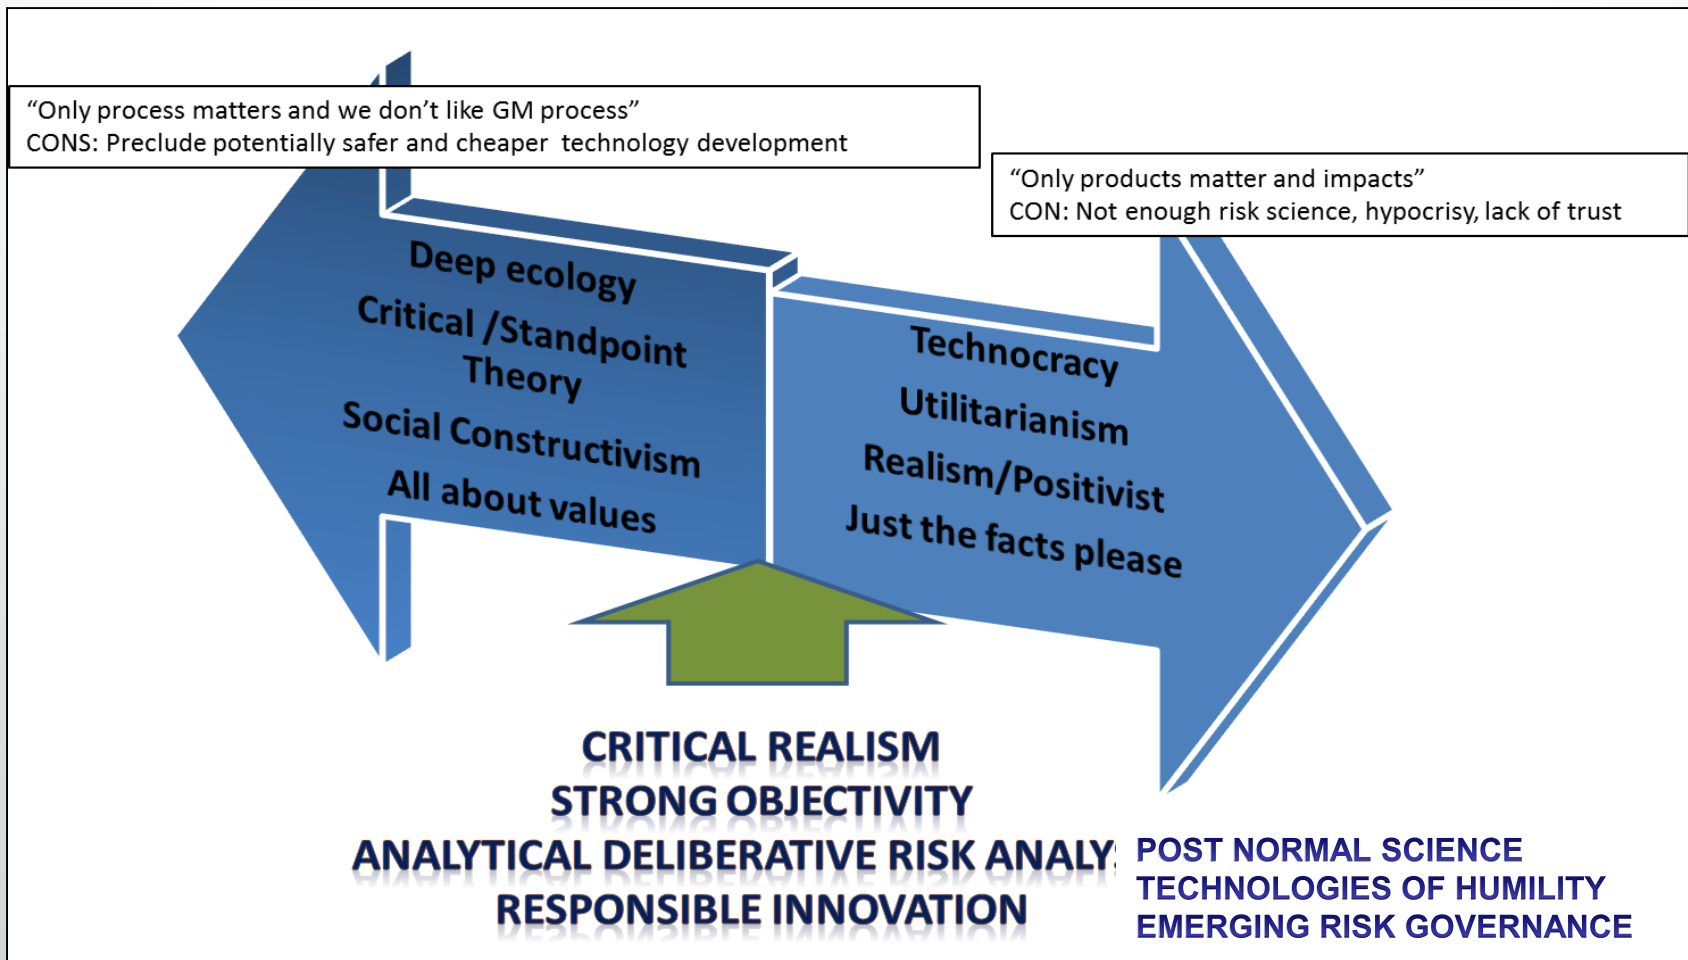 “Only process matters and we don’t like GM process”
CONS: Preclude potentially safer and cheaper technology development
“Only products matter and impacts”
CON: Not enough risk science, hypocrisy, lack of trust
Deep ecology
Critical /Standpoint
Theory
Social Constructivism
All about values
Technocracy
Utilitarianism
Realism/Positivist
Just the facts please
CRITICAL REALISM
STRONG OBJECTIVITY
ANALYTICAL DELIBERATIVE RISK
RESPONSIBLE INNOVATION
POST NORMAL SCIENCE
TECHNOLOGIES OF HUMILITY
EMERGING RISK GOVERNANCE